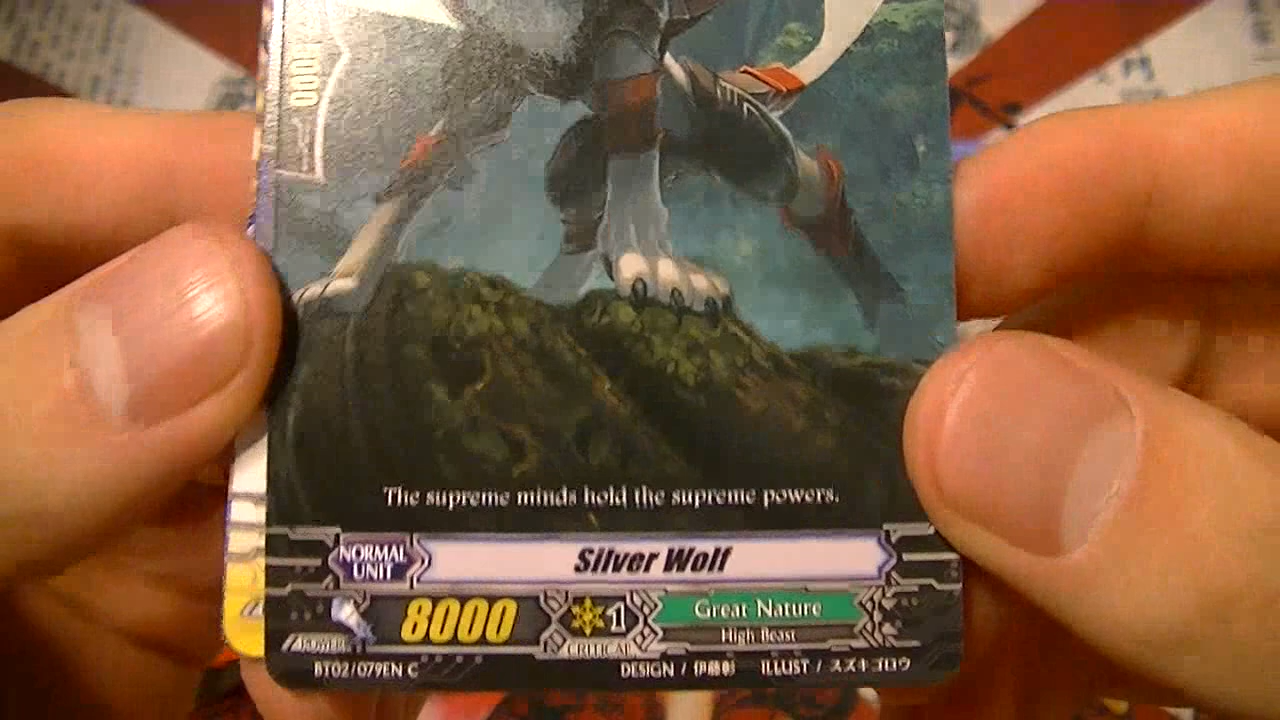 The supreme minds hold the supreme powers.
NORMAL
UNIT
Silver Wolf
POWER
8000
1
CRITICAL
Great Nature
High Beast
BT02/079EN C
DESIGN / 伊藤彰
ILLUST / スズキゴロウ